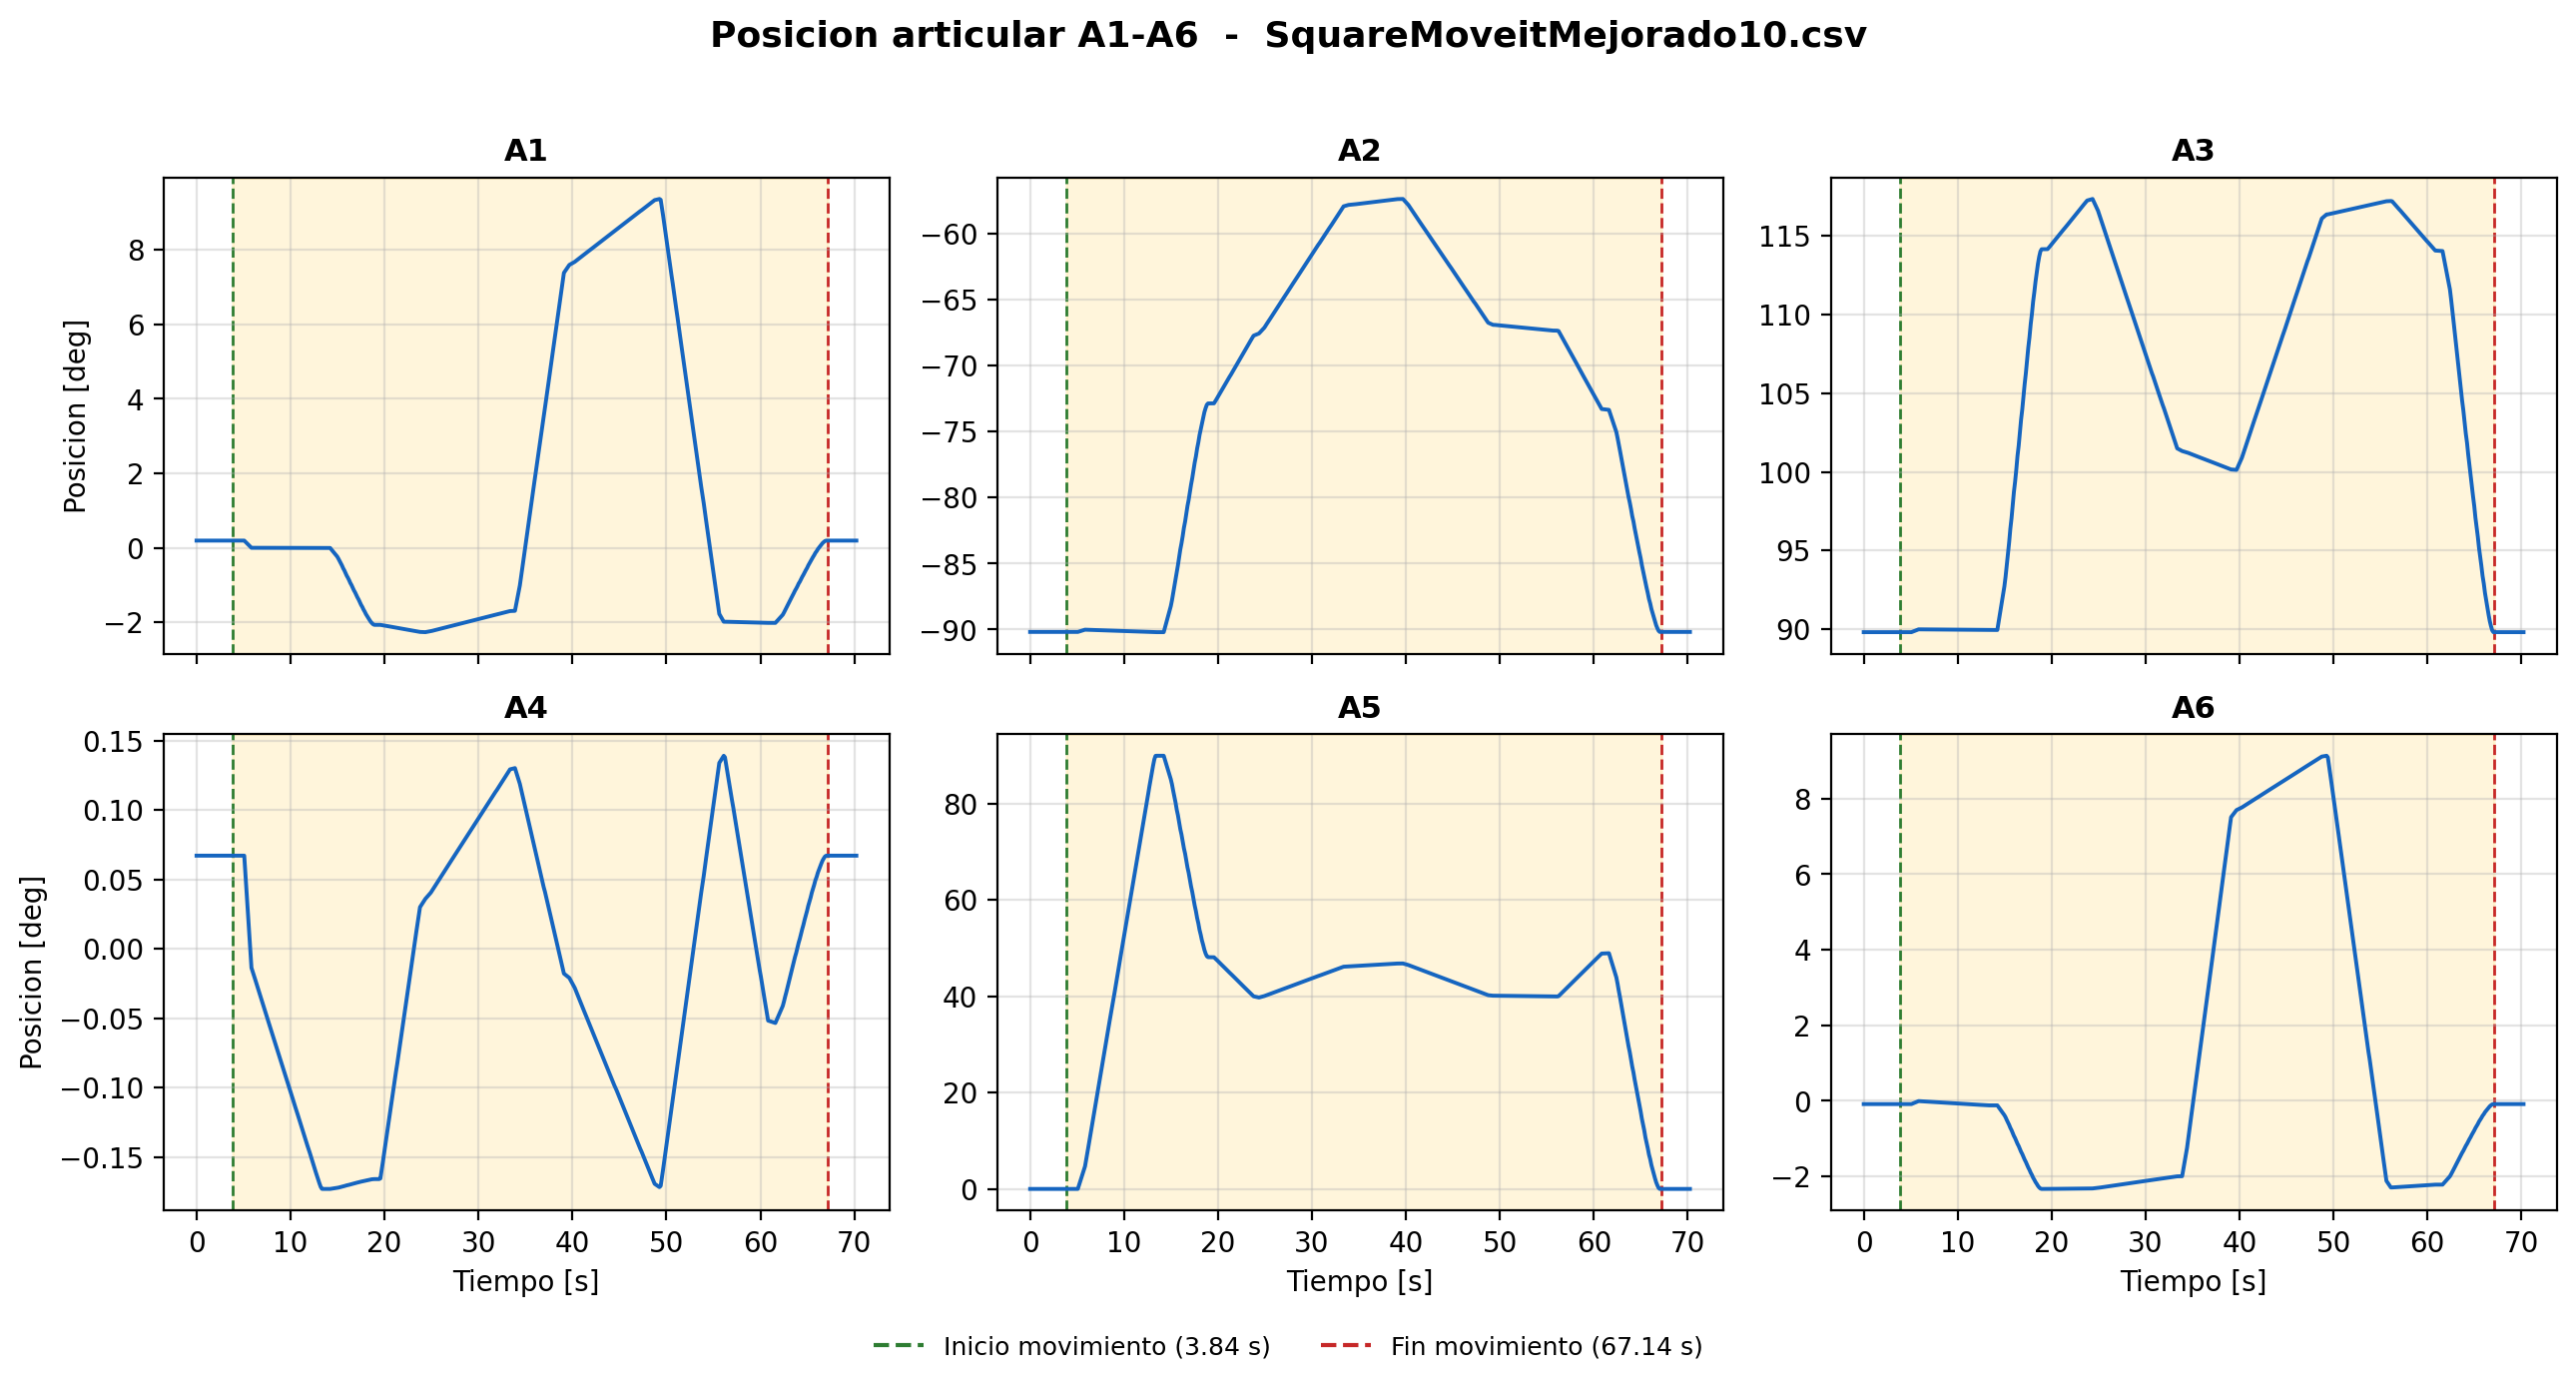 Posicion articular A1-A6  -  SquareMoveitMejorado10.csv
A1
A2
A3
Posicion [deg]
8
6
4
2
0
−2
−60
−65
−70
−75
−80
−85
−90
115
110
105
100
95
90
A4
A5
A6
Posicion [deg]
0.15
0.10
0.05
0.00
−0.05
−0.10
−0.15
80
60
40
20
0
8
6
4
2
0
−2
0 10 20 30 40 50 60 70
0 10 20 30 40 50 60 70
0 10 20 30 40 50 60 70
Tiempo [s]
Tiempo [s]
Tiempo [s]
Inicio movimiento (3.84 s)
Fin movimiento (67.14 s)